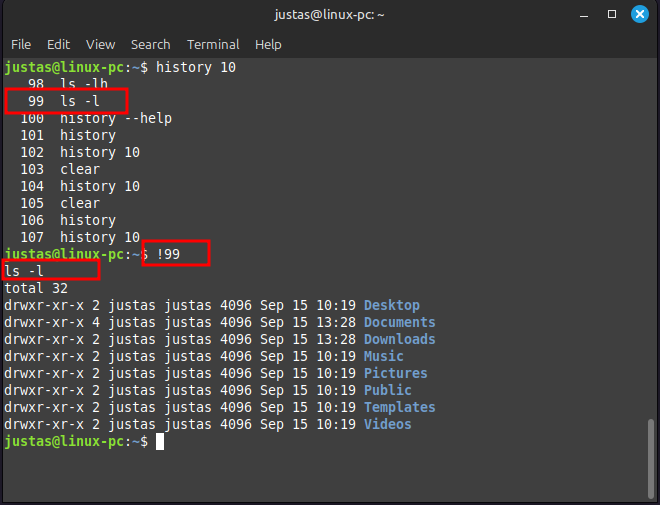 justas@linux-pc: ~
File Edit View Search Terminal Help
justas@linux-pc:~$ history 10
98 ls -lh
99 ls -l
100 history --help
101 history
102 history 10
103 clear
104 history 10
105 clear
106 history
107 history 10
justas@linux-pc:~$ !99
ls -l
total 32
drwxr-xr-x 2 justas justas 4096 Sep 15 10:19 Desktop
drwxr-xr-x 4 justas justas 4096 Sep 15 13:28 Documents
drwxr-xr-x 2 justas justas 4096 Sep 15 13:28 Downloads
drwxr-xr-x 2 justas justas 4096 Sep 15 10:19 Music
drwxr-xr-x 2 justas justas 4096 Sep 15 10:19 Pictures
drwxr-xr-x 2 justas justas 4096 Sep 15 10:19 Public
drwxr-xr-x 2 justas justas 4096 Sep 15 10:19 Templates
drwxr-xr-x 2 justas justas 4096 Sep 15 10:19 Videos
justas@linux-pc:~$